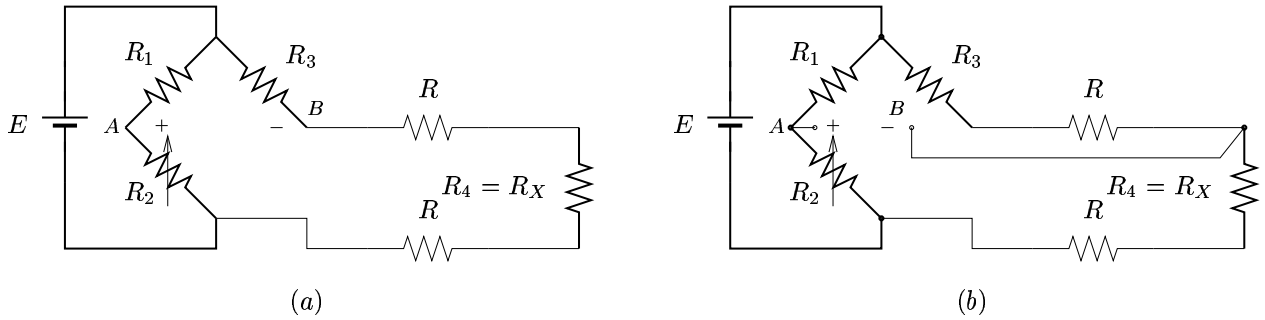 R1 R3 R
E A + − B
R2 R4 = RX
R
(a)
R1 R3 R
E A + − B
R2 R4 = RX
R
(b)